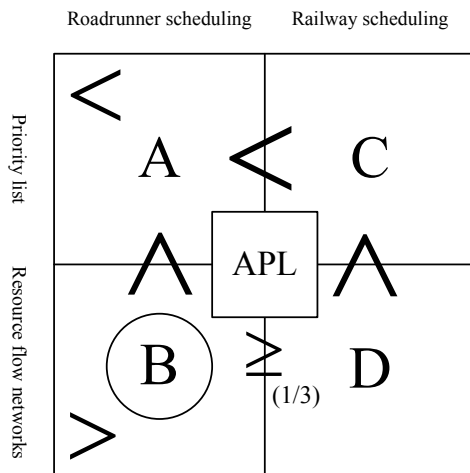 Roadrunner scheduling Railway scheduling
Priority list
Resource flow networks
<
A < C
∧ APL ∧
B ≥ D
(1/3)
>